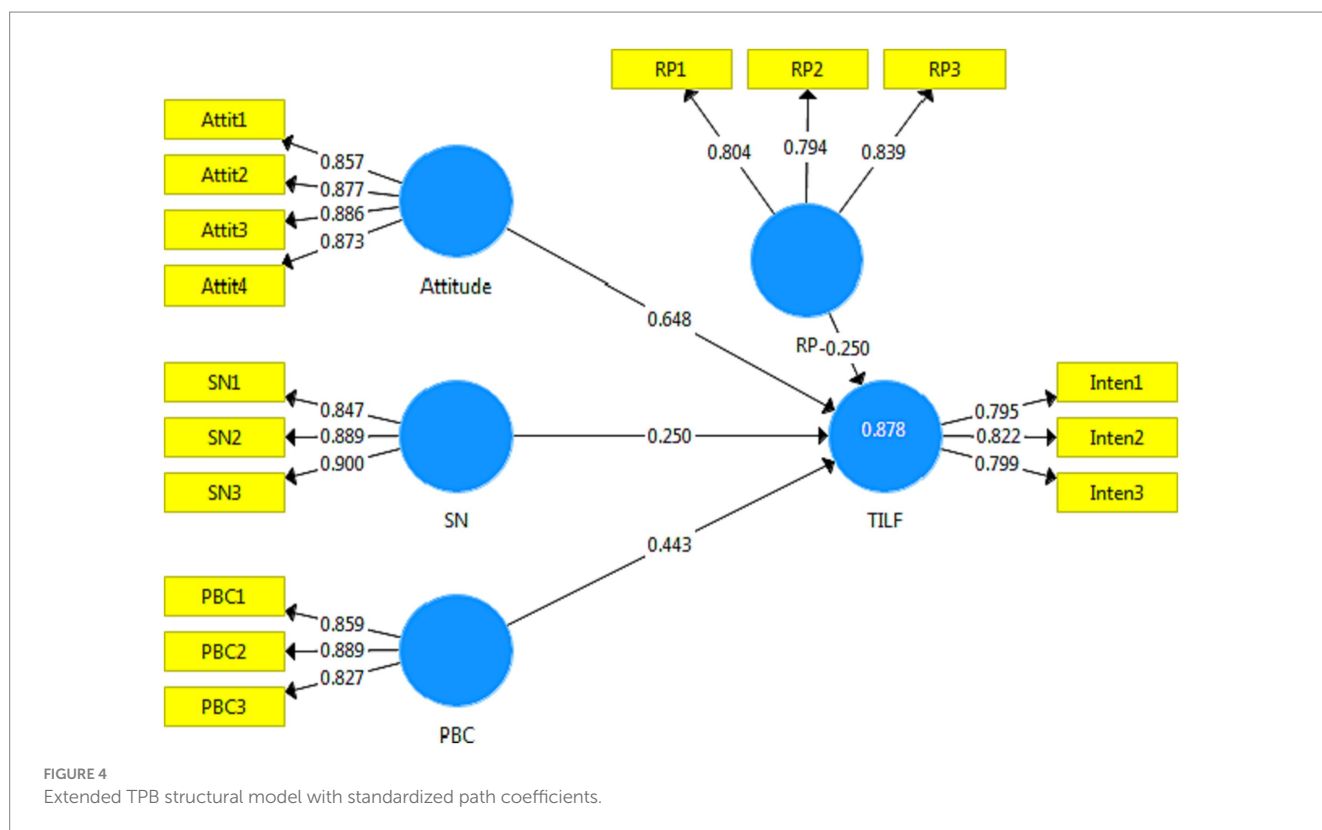 RP1 RP2 RP3
0.804 0.794 0.839
Attit1
Attit2
Attit3
Attit4
0.857
0.877
0.886
0.873
Attitude
0.648
RP
-0.250
SN1
SN2
SN3
0.847
0.889
0.900
SN
0.250
0.878
TILF
0.795
0.822
0.799
Inten1
Inten2
Inten3
PBC1
PBC2
PBC3
0.859
0.889
0.827
PBC
0.443
FIGURE 4
Extended TPB structural model with standardized path coefficients.